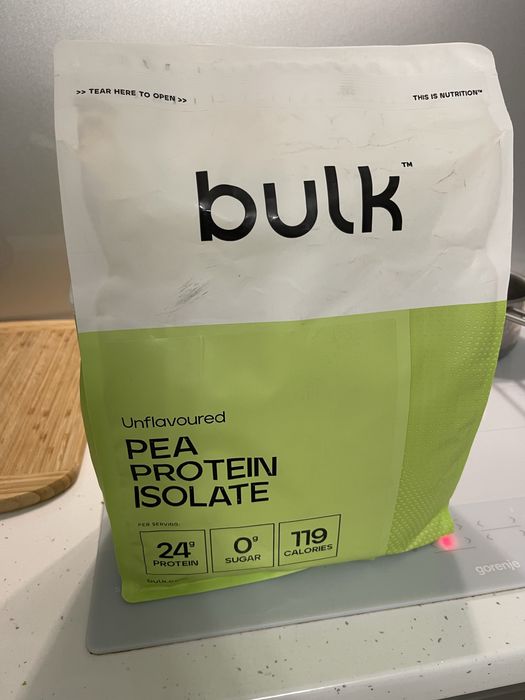 >> TEAR HERE TO OPEN >>
THIS IS NUTRITION™
bulk™
Unflavoured
PEA
PROTEIN
ISOLATE
PER SERVING:
24g
PROTEIN
0g
SUGAR
119
CALORIES
gorenje